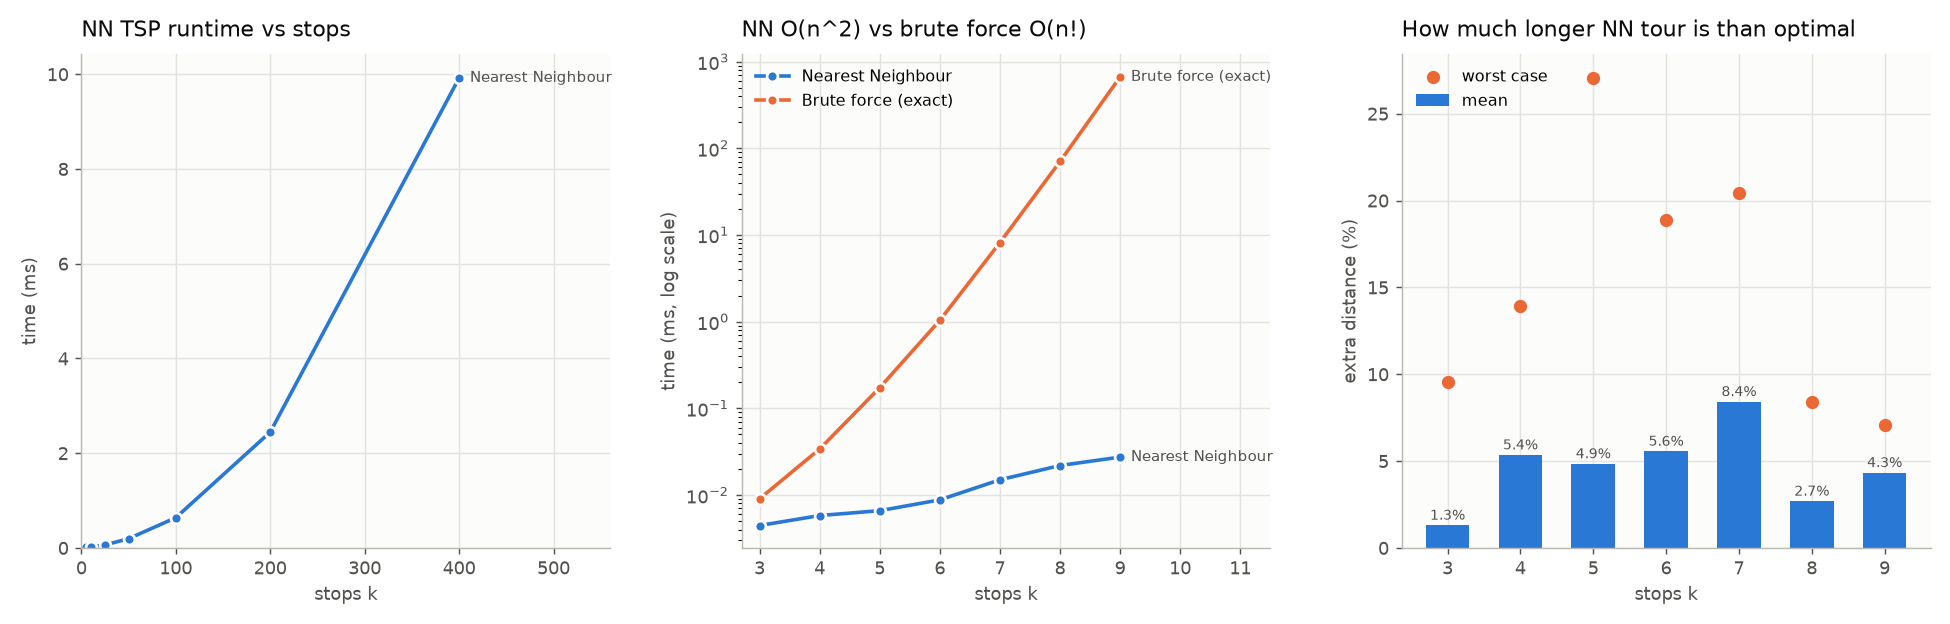 NN TSP runtime vs stops
10
8
6
4
2
0
time (ms)
Nearest Neighbour
0 100 200 300 400 500
stops k
NN O(n^2) vs brute force O(n!)
Nearest Neighbour
Brute force (exact)
10^3
10^2
10^1
10^0
10^−1
10^−2
time (ms, log scale)
Brute force (exact)
Nearest Neighbour
3 4 5 6 7 8 9 10 11
stops k
How much longer NN tour is than optimal
worst case
mean
25
20
15
10
5
0
extra distance (%)
1.3%
5.4%
4.9%
5.6%
8.4%
2.7%
4.3%
3 4 5 6 7 8 9
stops k